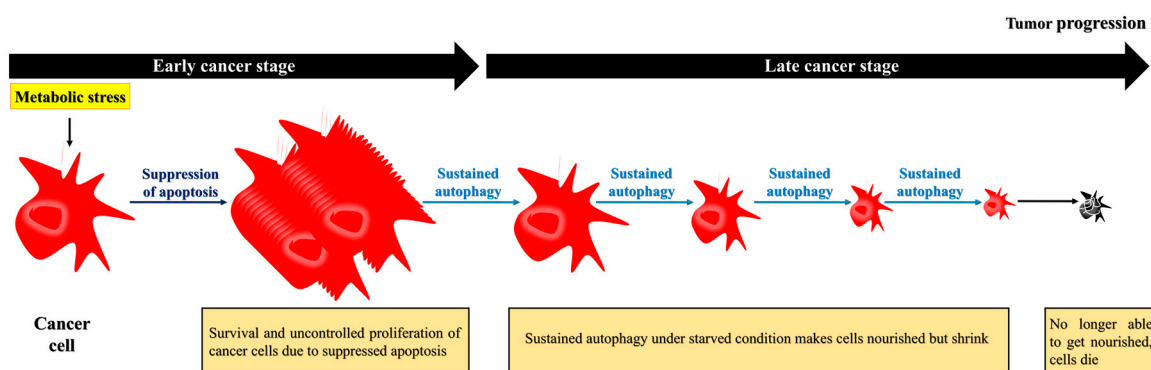 Tumor progression
Early cancer stage
Late cancer stage
Metabolic stress
Suppression
of apoptosis
Sustained
autophagy
Sustained
autophagy
Sustained
autophagy
Sustained
autophagy
Cancer
cell
Survival and uncontrolled proliferation of
cancer cells due to suppressed apoptosis
Sustained autophagy under starved condition makes cells nourished but shrink
No longer able
to get nourished,
cells die